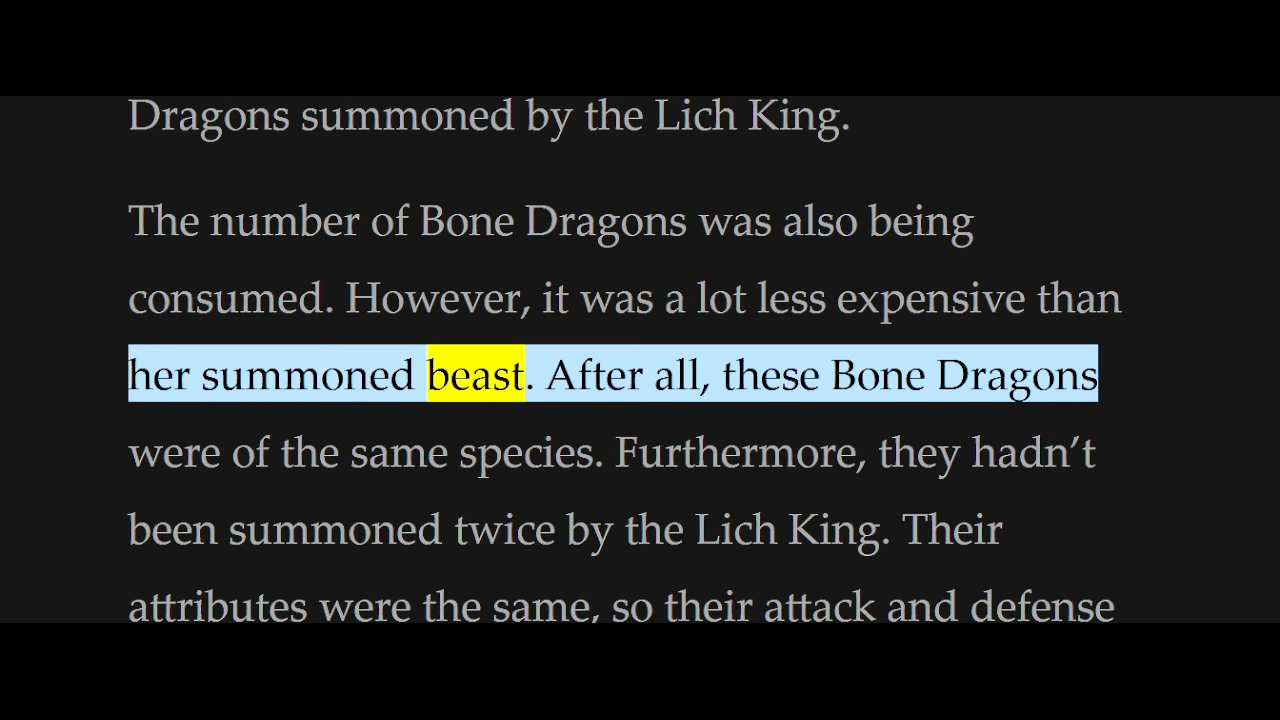 Dragons summoned by the Lich King.
The number of Bone Dragons was also being
consumed. However, it was a lot less expensive than
her summoned beast. After all, these Bone Dragons
were of the same species. Furthermore, they hadn’t
been summoned twice by the Lich King. Their
attributes were the same, so their attack and defense